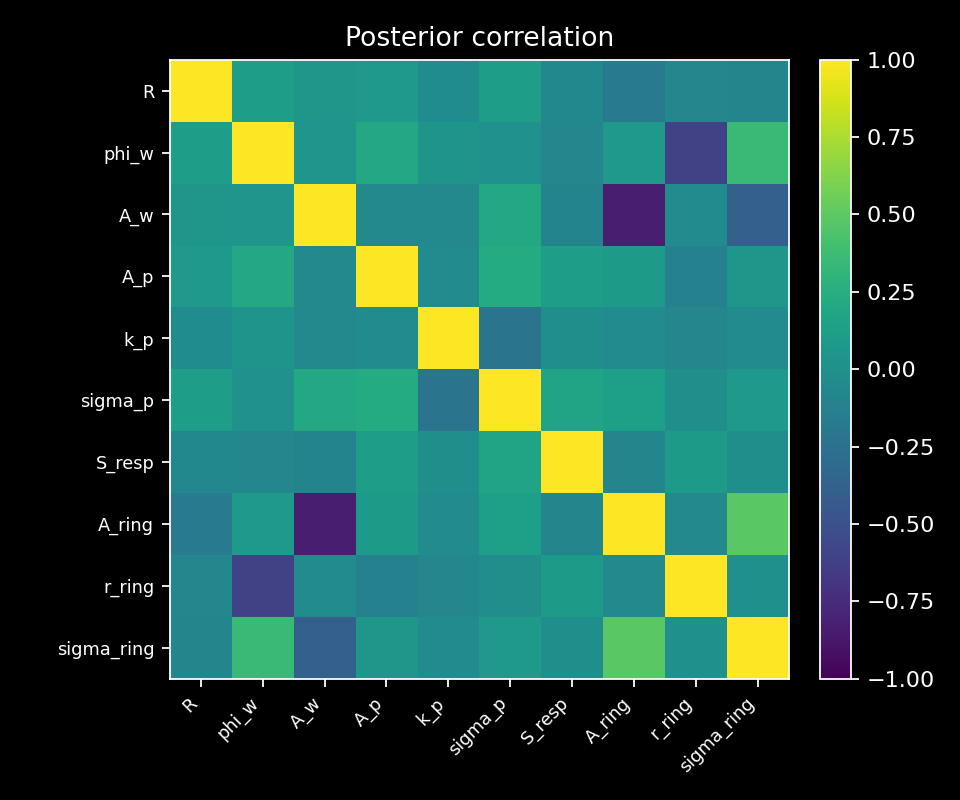 Posterior correlation
R
phi_w
A_w
A_p
k_p
sigma_p
S_resp
A_ring
r_ring
sigma_ring
R
phi_w
A_w
A_p
k_p
sigma_p
S_resp
A_ring
r_ring
sigma_ring
1.00
0.75
0.50
0.25
0.00
−0.25
−0.50
−0.75
−1.00